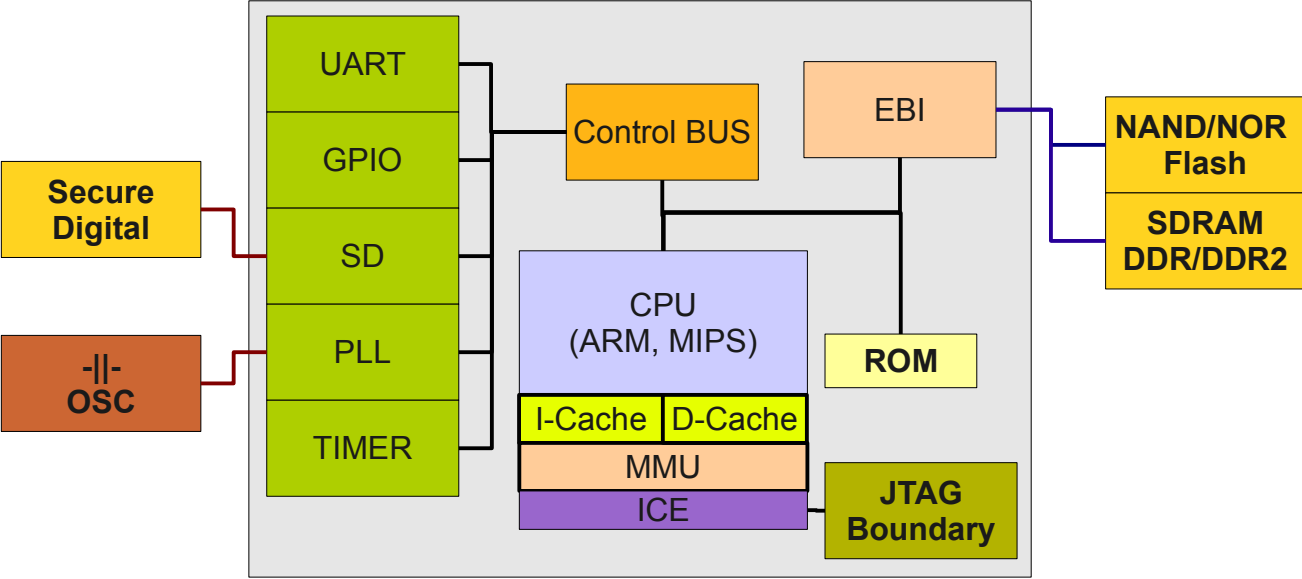 UART
GPIO
SD
PLL
TIMER
Secure
Digital
-||-
OSC
Control BUS
EBI
NAND/NOR
Flash
SDRAM
DDR/DDR2
CPU
(ARM, MIPS)
ROM
I-Cache
D-Cache
MMU
ICE
JTAG
Boundary